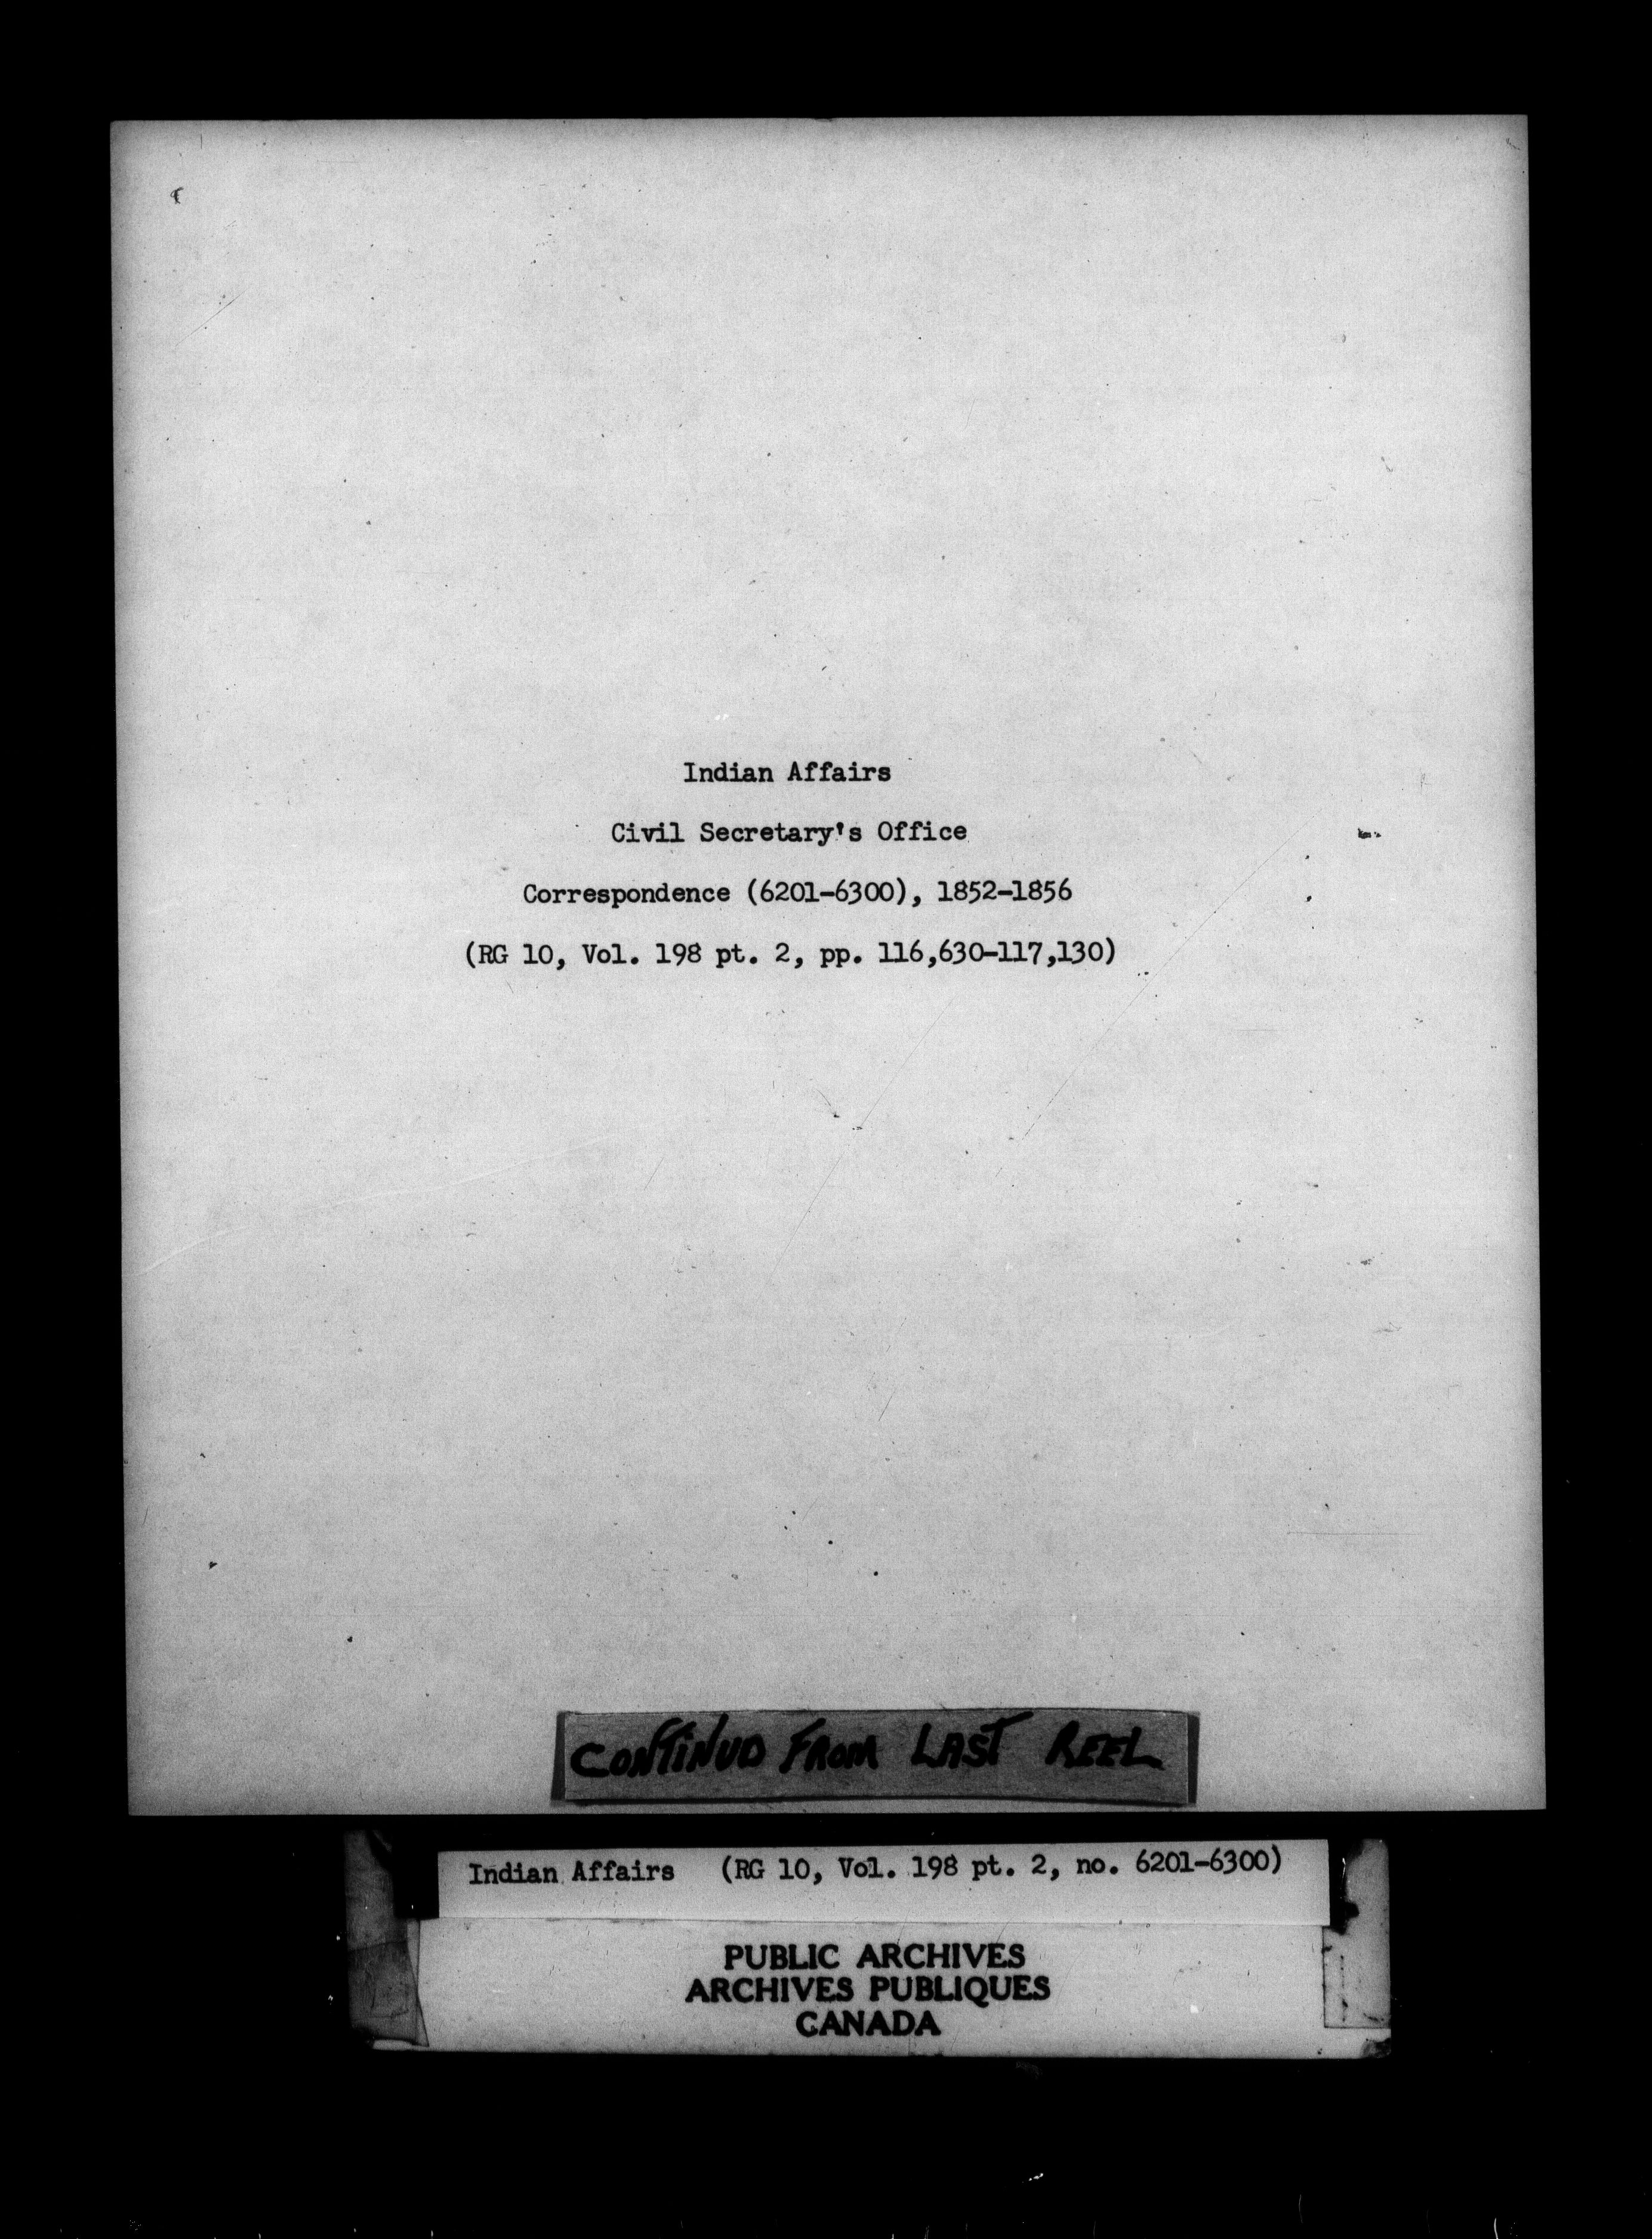 Indian Affairs
Civil Secretary's Office
Correspondence (6201-6300), 1852-1856
(RG 10, Vol. 198 pt. 2, pp. 116,630-117,130)
CONTINUD FROM LAST REEL
Indian Affairs (RG 10, Vol. 198 pt. 2, no. 6201-6300)
PUBLIC ARCHIVES
ARCHIVES PUBLIQUES
CANADA